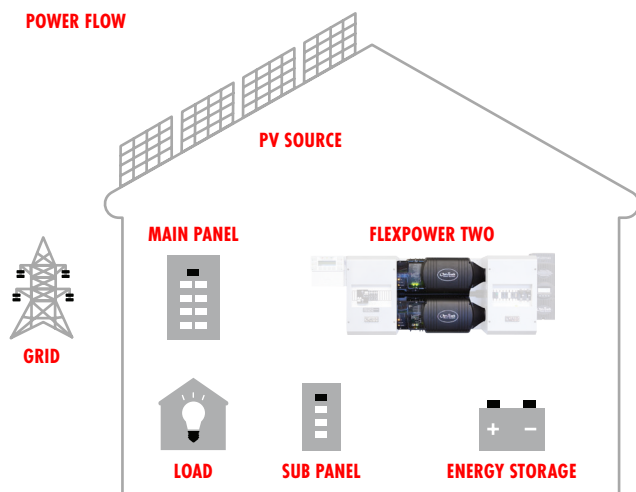 POWER FLOW
PV SOURCE
MAIN PANEL
FLEXPOWER TWO
GRID
+ −
LOAD
SUB PANEL
ENERGY STORAGE